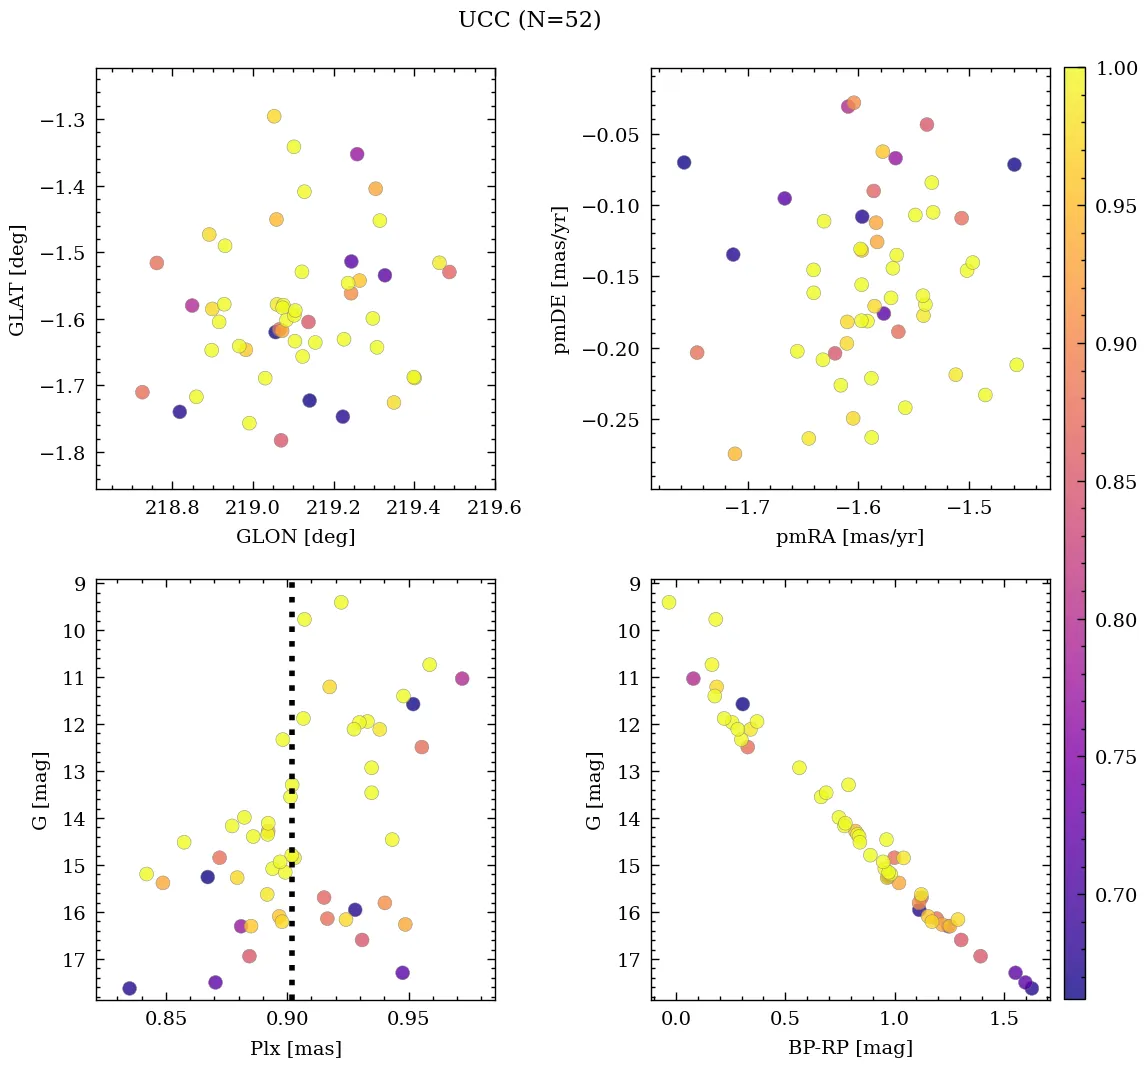 UCC (N=52)
−1.3
−1.4
−1.5
−1.6
−1.7
−1.8
GLAT [deg]
218.8 219.0 219.2 219.4 219.6
GLON [deg]
−0.05
−0.10
−0.15
−0.20
−0.25
pmDE [mas/yr]
−1.7 −1.6 −1.5
pmRA [mas/yr]
9
10
11
12
13
14
15
16
17
G [mag]
0.85 0.90 0.95
Plx [mas]
9
10
11
12
13
14
15
16
17
G [mag]
0.0 0.5 1.0 1.5
BP-RP [mag]
1.00
0.95
0.90
0.85
0.80
0.75
0.70